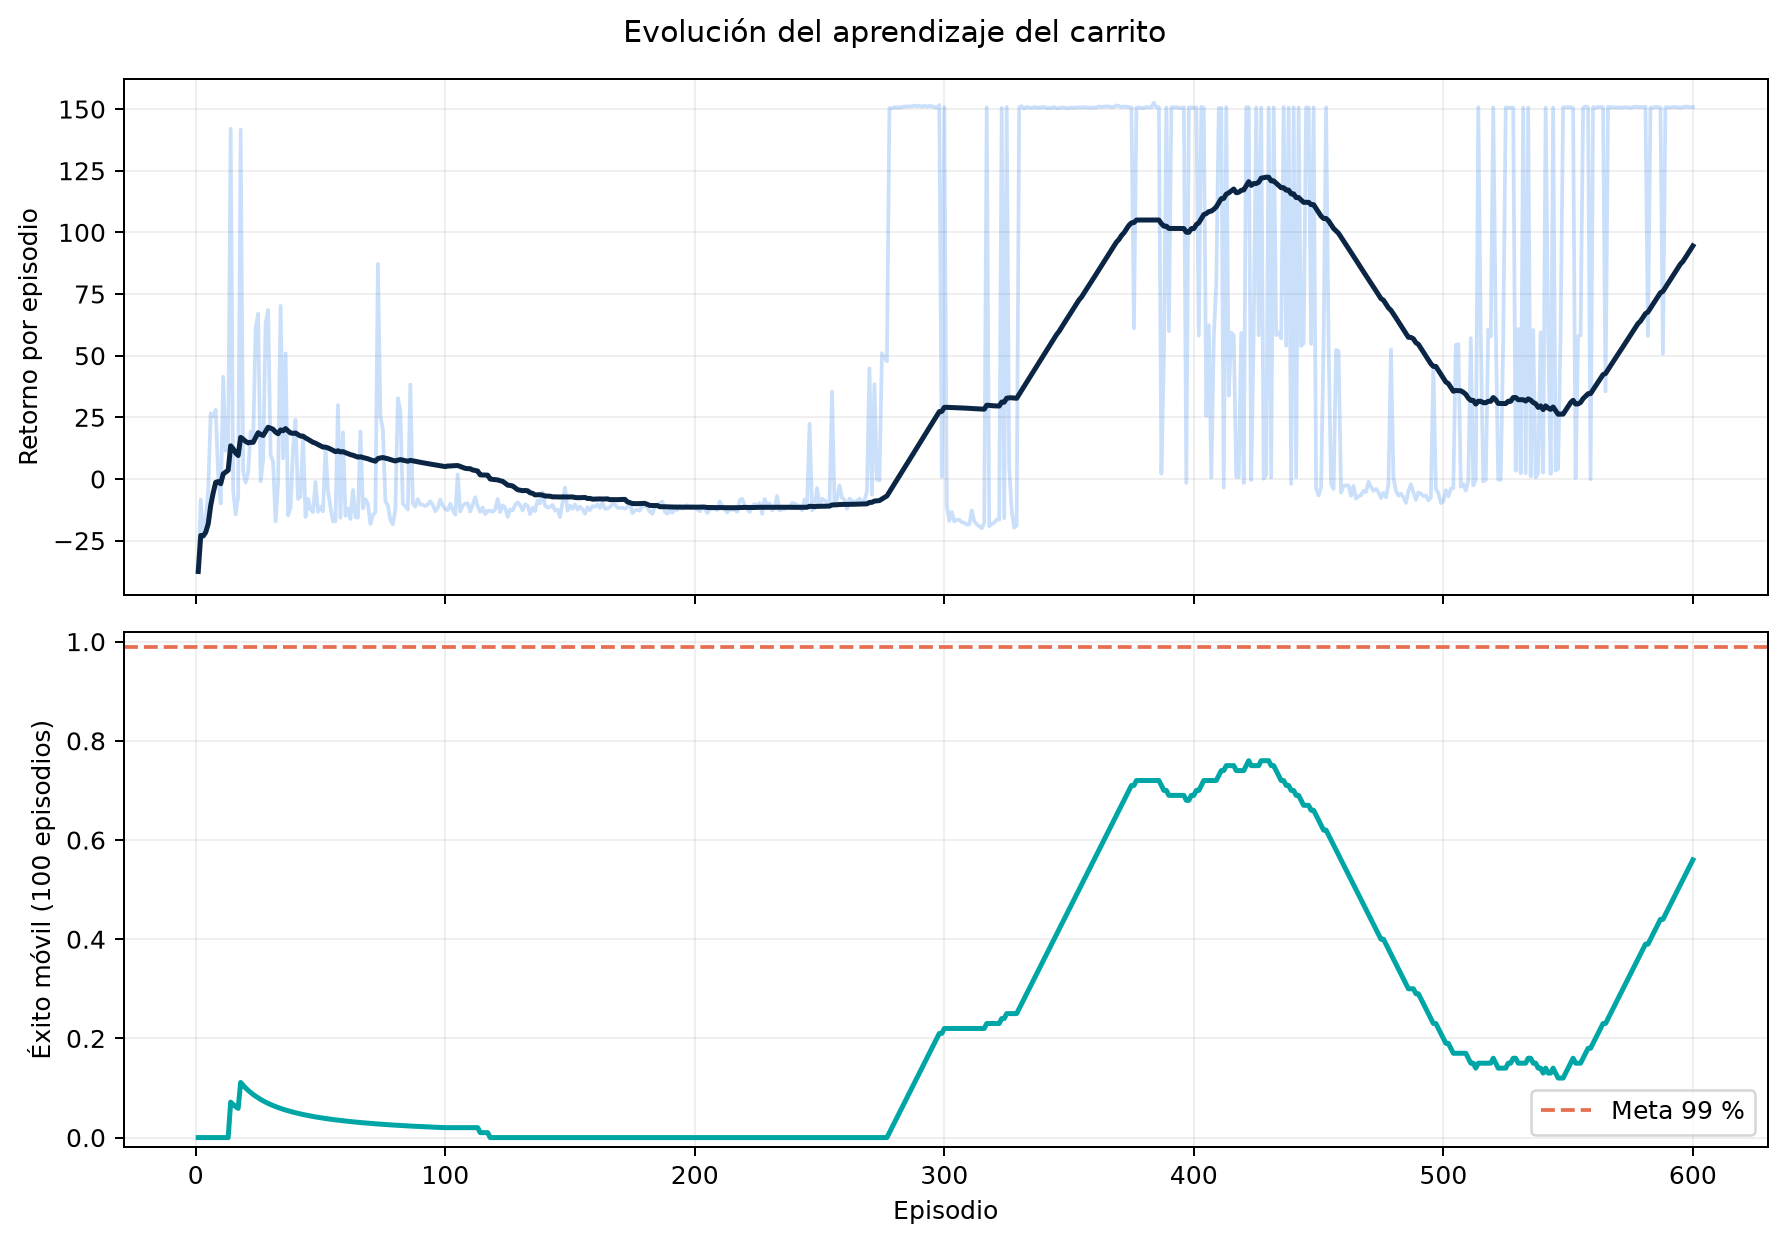 Evolución del aprendizaje del carrito
Retorno por episodio
150
125
100
75
50
25
0
−25
Éxito móvil (100 episodios)
1.0
0.8
0.6
0.4
0.2
0.0
Meta 99 %
0 100 200 300 400 500 600
Episodio